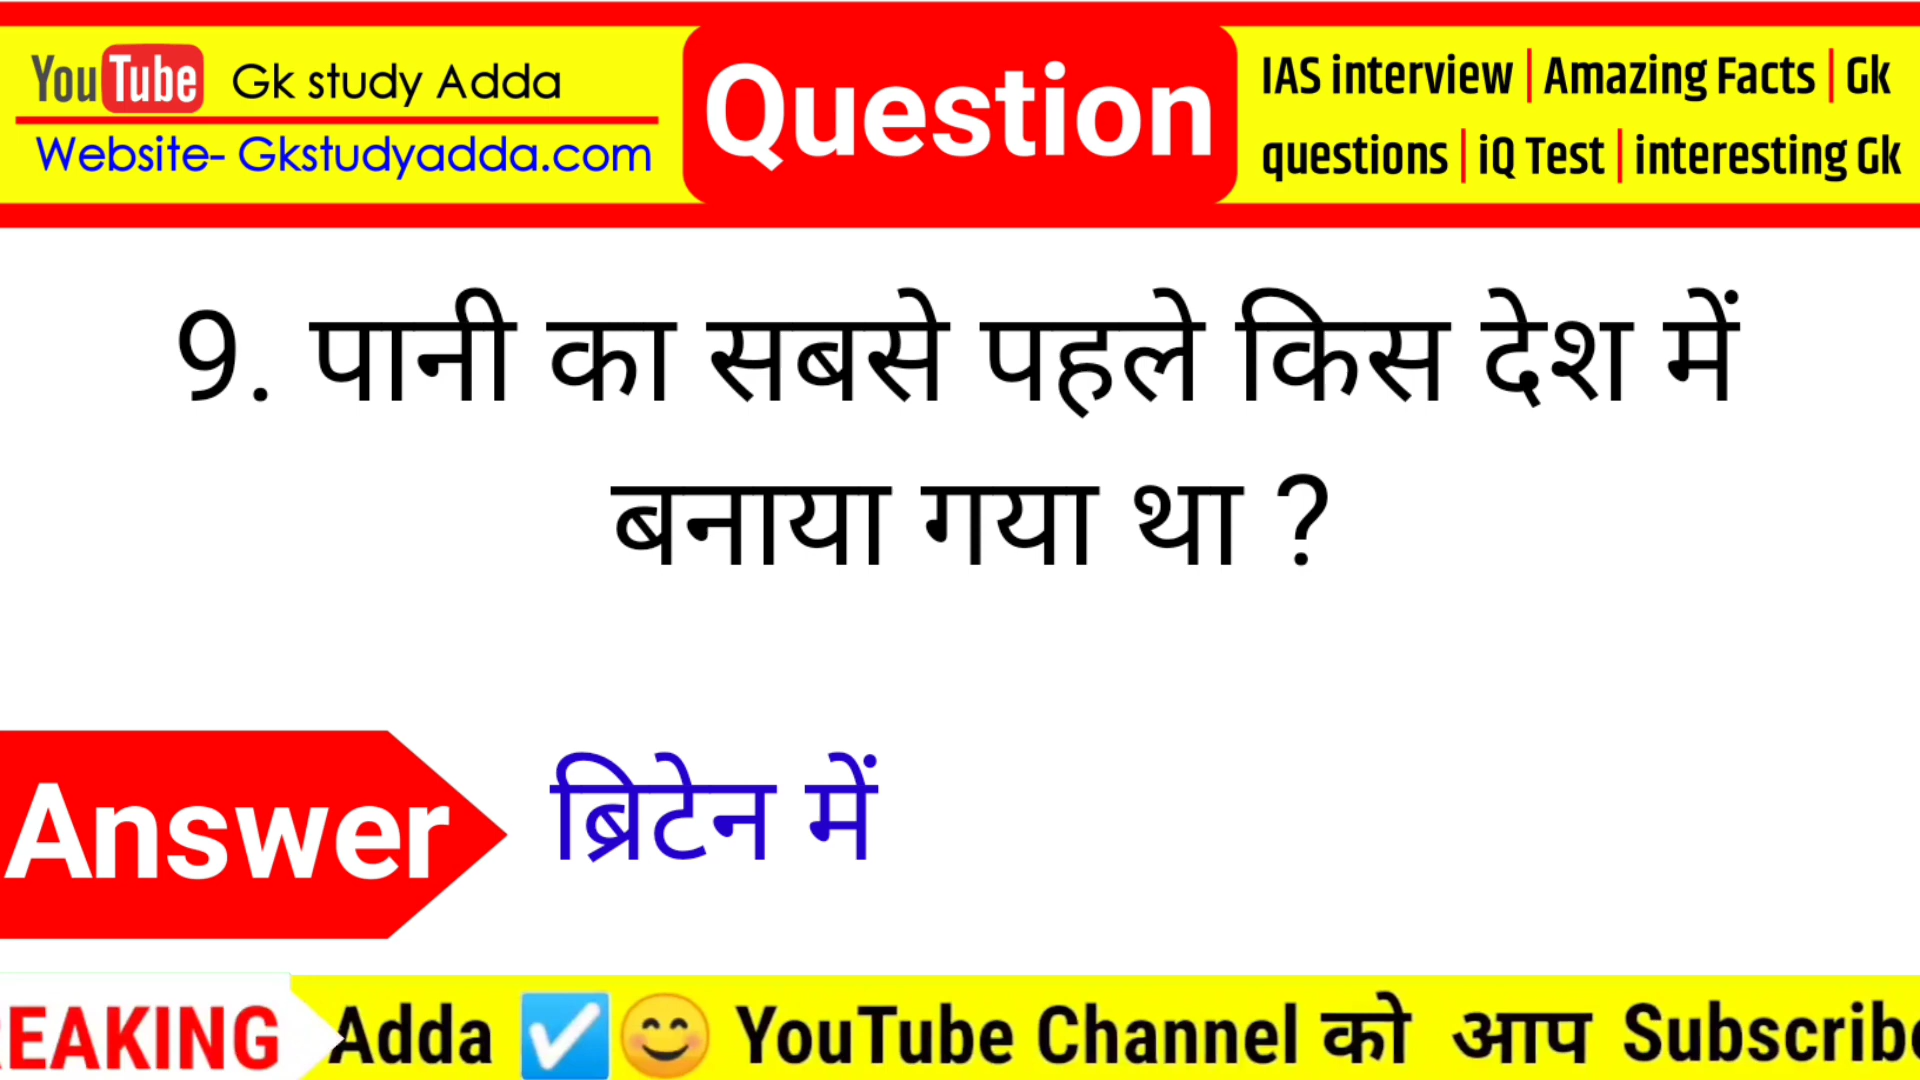 YouTube Gk study Adda
Website- Gkstudyadda.com
Question
IAS interview | Amazing Facts | Gk
questions | iQ Test | interesting Gk
9. पानी का सबसे पहले किस देश में
बनाया गया था ?
Answer
ब्रिटेन में
EAKING Adda ✅😊 YouTube Channel को आप Subscribe